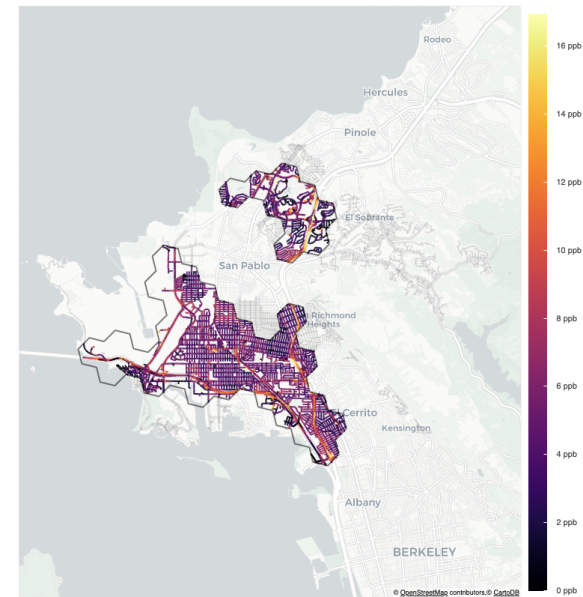 Rodeo
16 ppb
Hercules
14 ppb
Pinole
12 ppb
El Sobrante
10 ppb
San Pablo
8 ppb
Richmond
Heights
6 ppb
Cerrito
Kensington
4 ppb
Albany
2 ppb
BERKELEY
© OpenStreetMap contributors,© CartoDB
0 ppb